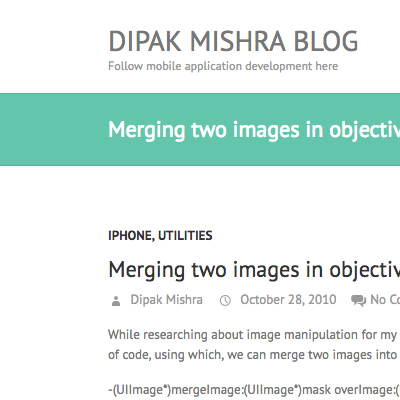 DIPAK MISHRA BLOG
Follow mobile application development here
Merging two images in objectiv
IPHONE, UTILITIES
Merging two images in objectiv
Dipak Mishra October 28, 2010 No Co
While researching about image manipulation for my
of code, using which, we can merge two images into
-(UIImage*)mergeImage:(UIImage*)mask overImage:(